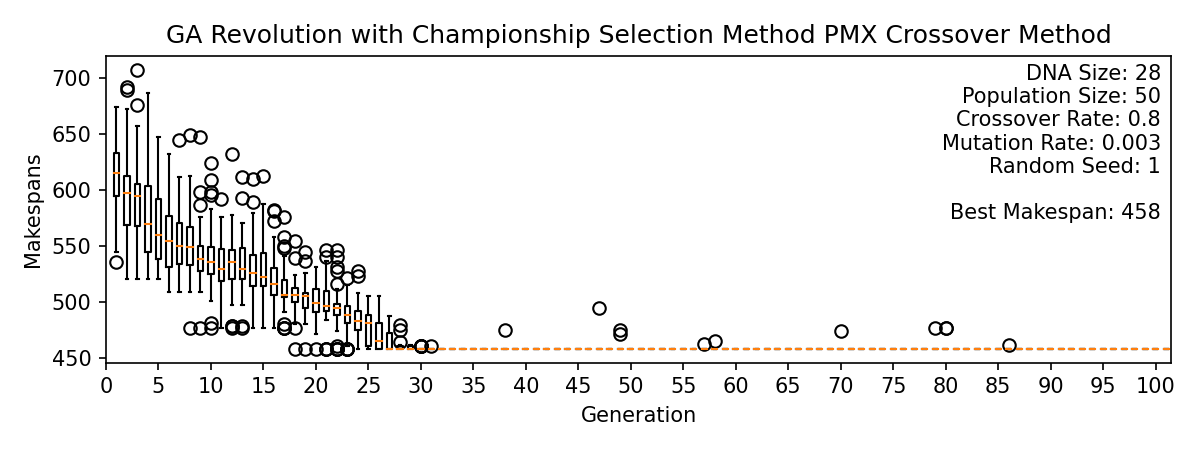 GA Revolution with Championship Selection Method PMX Crossover Method
DNA Size: 28
Population Size: 50
Crossover Rate: 0.8
Mutation Rate: 0.003
Random Seed: 1
Best Makespan: 458
Makespans
700
650
600
550
500
450
0 5 10 15 20 25 30 35 40 45 50 55 60 65 70 75 80 85 90 95 100
Generation